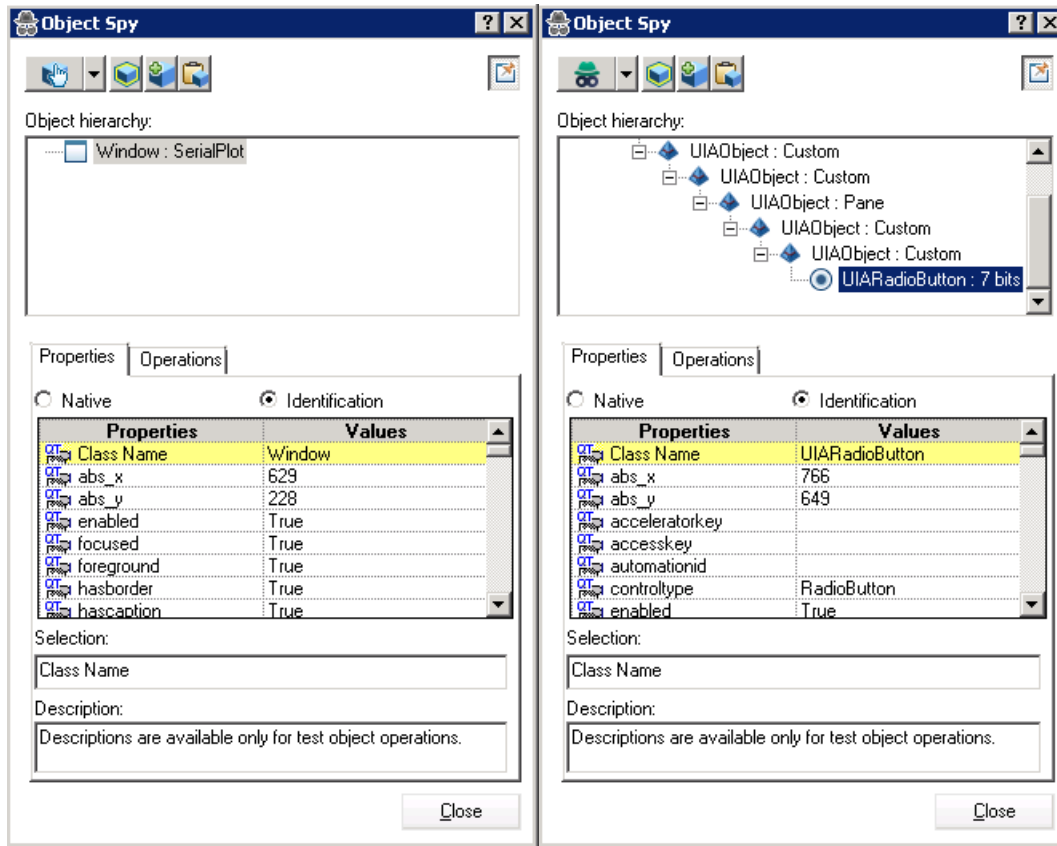 Object Spy
Object hierarchy:
Window : SerialPlot
Properties
Operations
Native
Identification
Properties Values
Class Name Window
abs_x 629
abs_y 228
enabled True
focused True
foreground True
hasborder True
hascaption True
Selection:
Class Name
Description:
Descriptions are available only for test object operations.
Close
Object Spy
Object hierarchy:
UIAObject : Custom
UIAObject : Custom
UIAObject : Pane
UIAObject : Custom
UIAObject : Custom
UIARadioButton : 7 bits
Properties
Operations
Native
Identification
Properties Values
Class Name UIARadioButton
abs_x 766
abs_y 649
acceleratorkey
accesskey
automationid
controltype RadioButton
enabled True
Selection:
Class Name
Description:
Descriptions are available only for test object operations.
Close